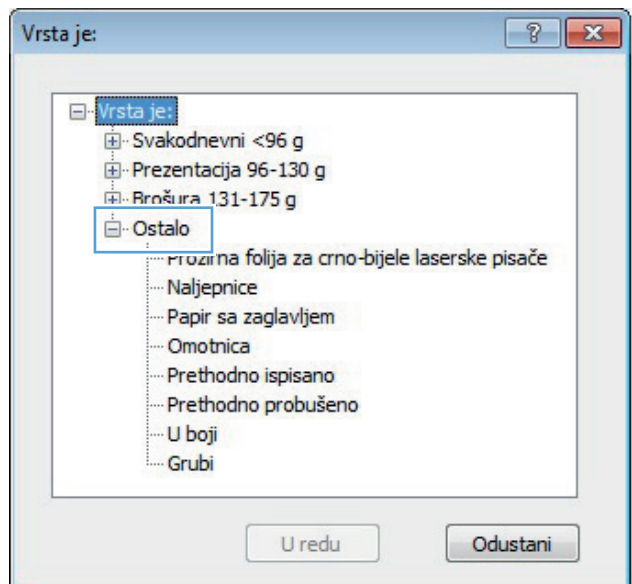 Vrsta je:
Vrsta je:
Svakodnevni <96 g
Prezentacija 96-130 g
Brošura 131-175 g
Ostalo
Prozirna folija za crno-bijele laserske pisače
Naljepnice
Papir sa zaglavljem
Omotnica
Prethodno ispisano
Prethodno probušeno
U boji
Grubi
U redu Odustani